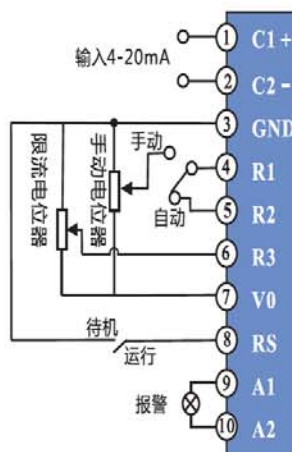 输入4-20mA
1 C1 +
2 C2 -
3 GND
手动
4 R1
自动
5 R2
限流电位器
手动电位器
6 R3
7 V0
待机
运行
8 RS
报警
9 A1
10 A2